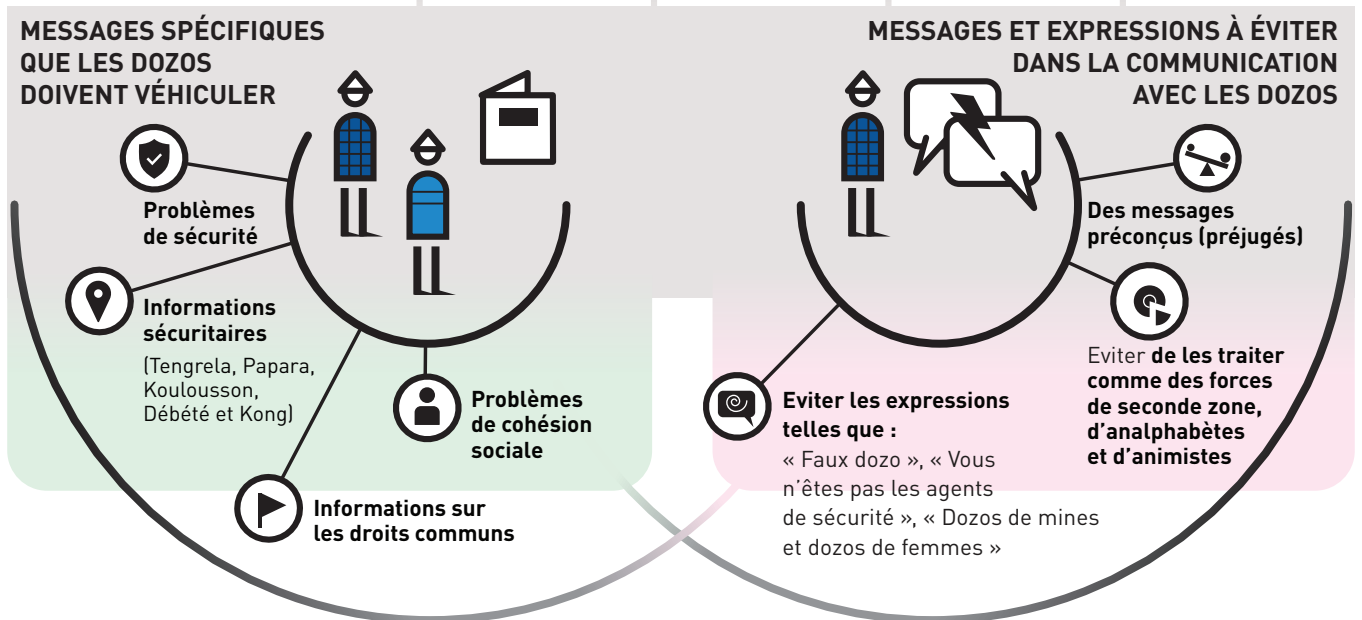 MESSAGES SPÉCIFIQUES
QUE LES DOZOS
DOIVENT VÉHICULER
Problèmes
de sécurité
Informations
sécuritaires
(Tengrela, Papara,
Koulousson,
Débété et Kong)
Problèmes
de cohésion
sociale
Informations sur
les droits communs
MESSAGES ET EXPRESSIONS À ÉVITER
DANS LA COMMUNICATION
AVEC LES DOZOS
Des messages
préconçus (préjugés)
Eviter de les traiter
comme des forces
de seconde zone,
d’analphabètes
et d’animistes
Eviter les expressions
telles que :
« Faux dozo », « Vous
n’êtes pas les agents
de sécurité », « Dozos de mines
et dozos de femmes »